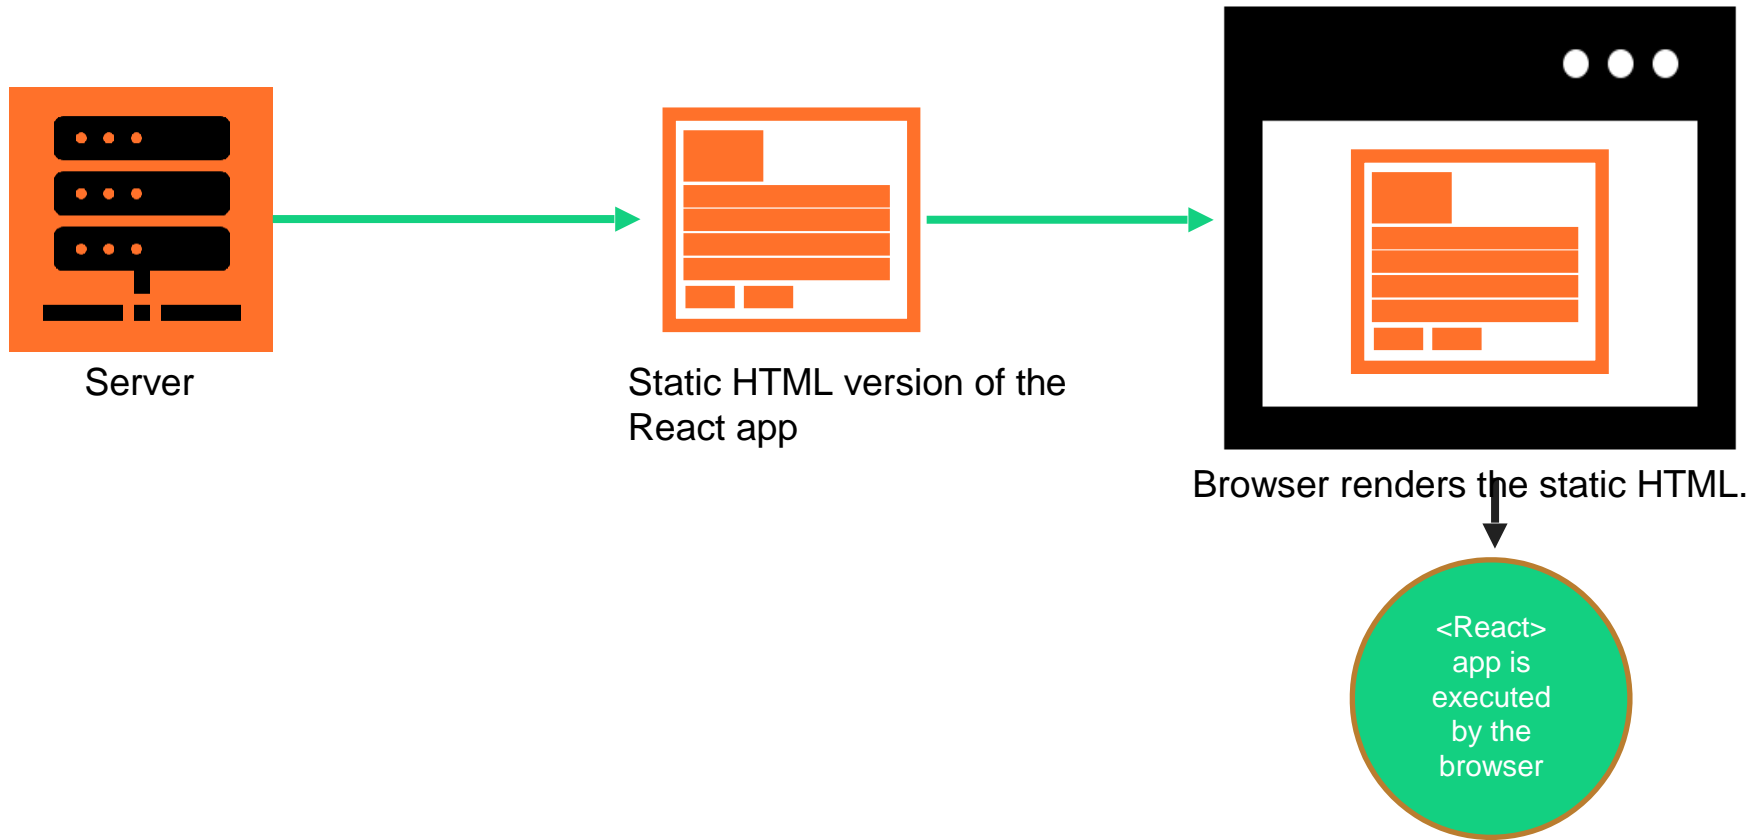 Server
Static HTML version of the
React app
Browser renders the static HTML.
<React>
app is
executed
by the
browser